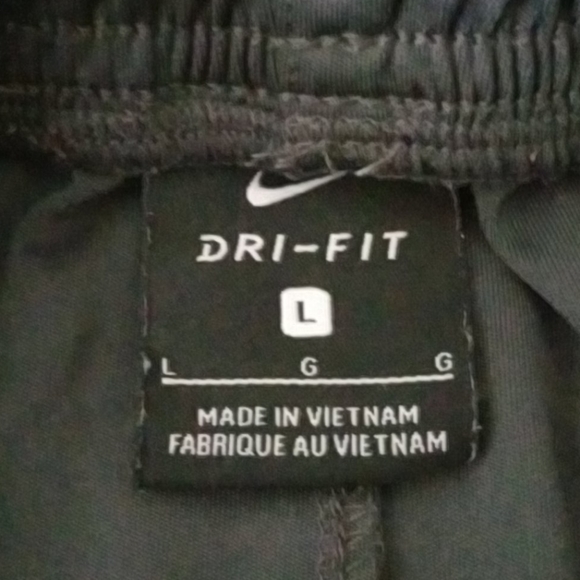 DRI-FIT
L
L G G
MADE IN VIETNAM
FABRIQUE AU VIETNAM